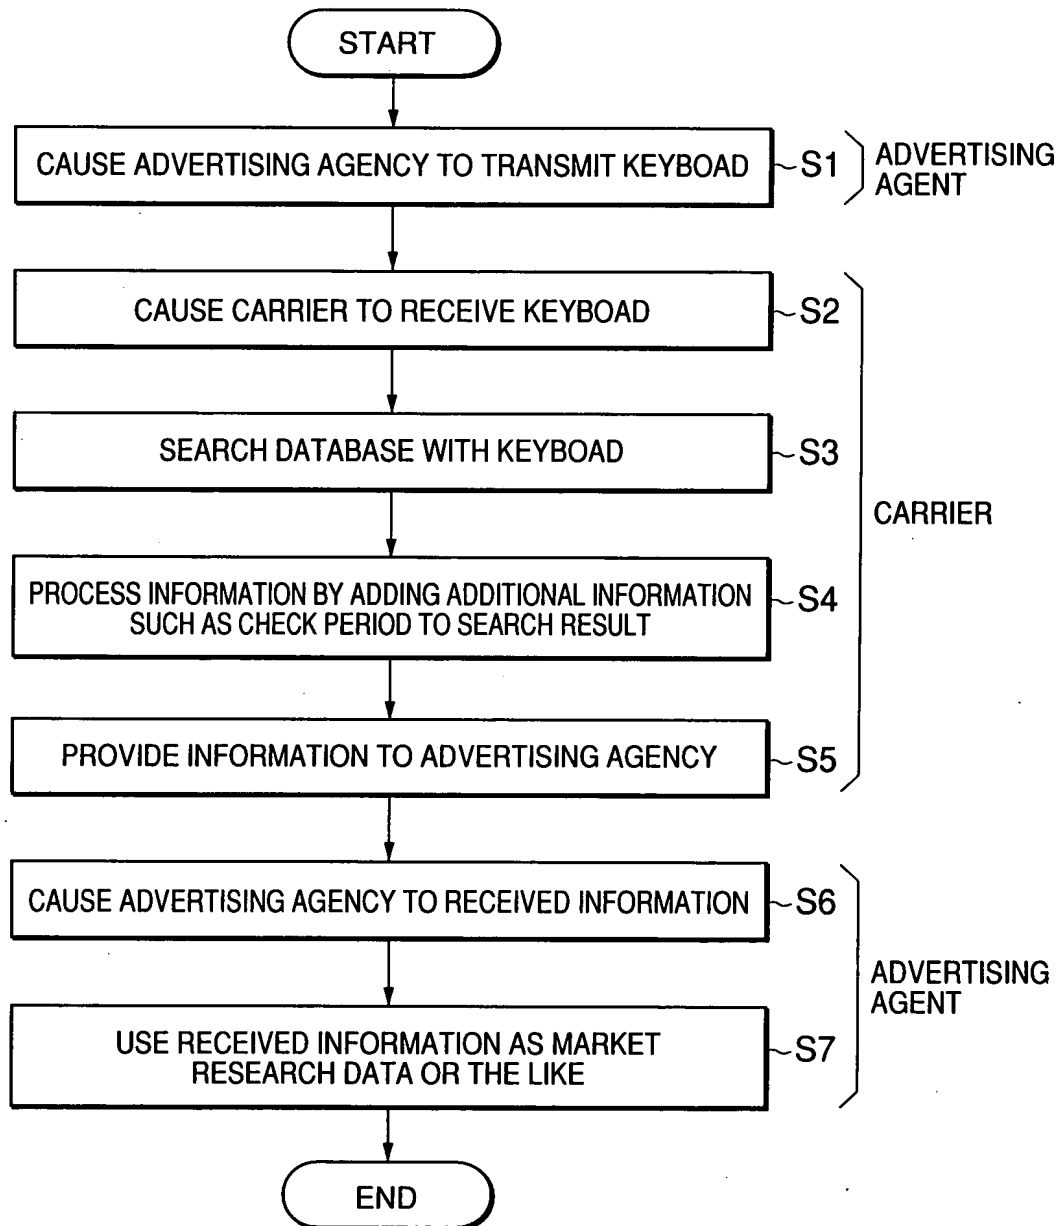 START
CAUSE ADVERTISING AGENCY TO TRANSMIT KEYBOAD
S1
ADVERTISING
AGENT
CAUSE CARRIER TO RECEIVE KEYBOAD
S2
SEARCH DATABASE WITH KEYBOAD
S3
CARRIER
PROCESS INFORMATION BY ADDING ADDITIONAL INFORMATION
SUCH AS CHECK PERIOD TO SEARCH RESULT
S4
PROVIDE INFORMATION TO ADVERTISING AGENCY
S5
CAUSE ADVERTISING AGENCY TO RECEIVED INFORMATION
S6
ADVERTISING
AGENT
USE RECEIVED INFORMATION AS MARKET
RESEARCH DATA OR THE LIKE
S7
END